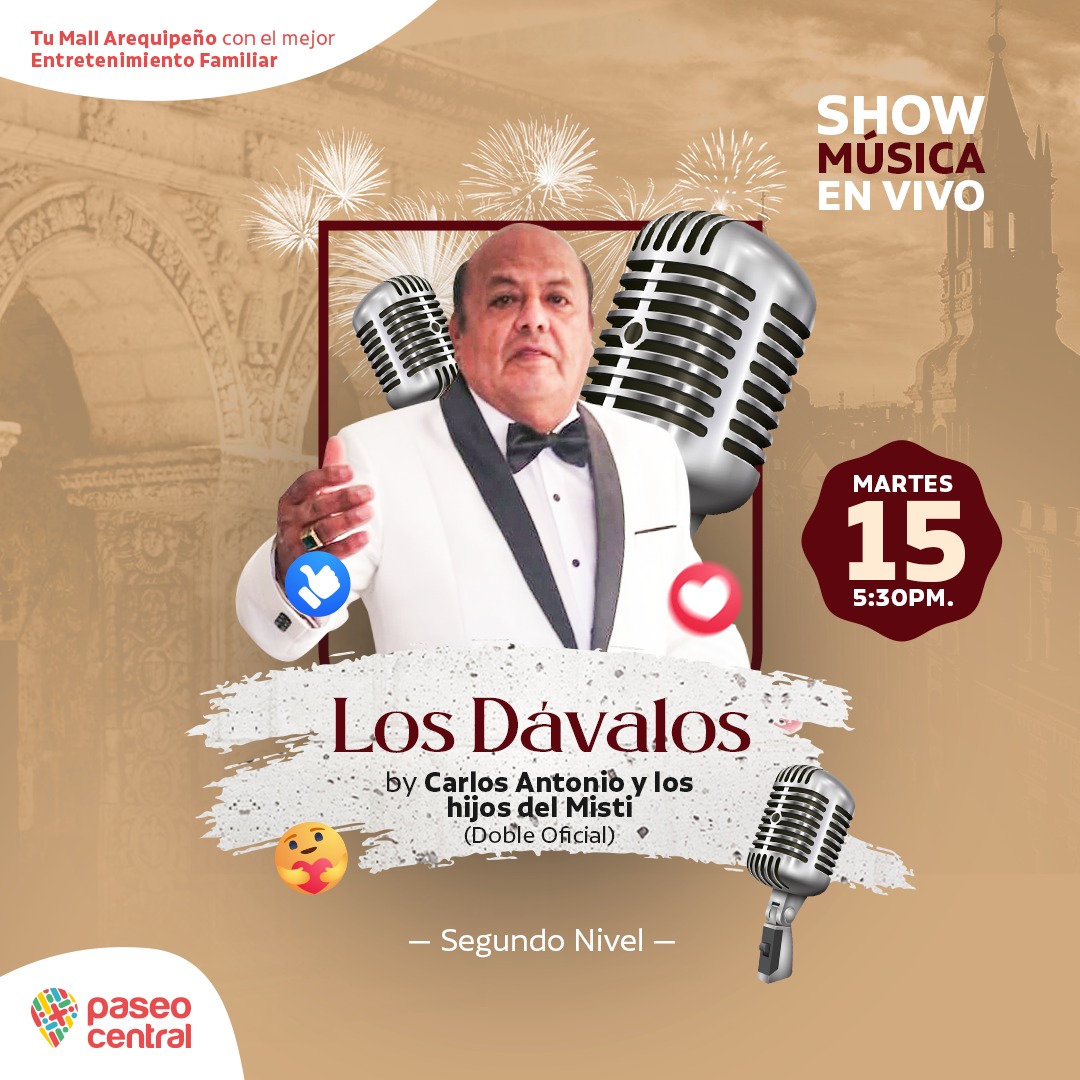 Tu Mall Arequipeño con el mejor
Entretenimiento Familiar
SHOW
MÚSICA
EN VIVO
MARTES
15
5:30PM.
Los Dávalos
by Carlos Antonio y los
hijos del Misti
(Doble Oficial)
— Segundo Nivel —
paseo
central